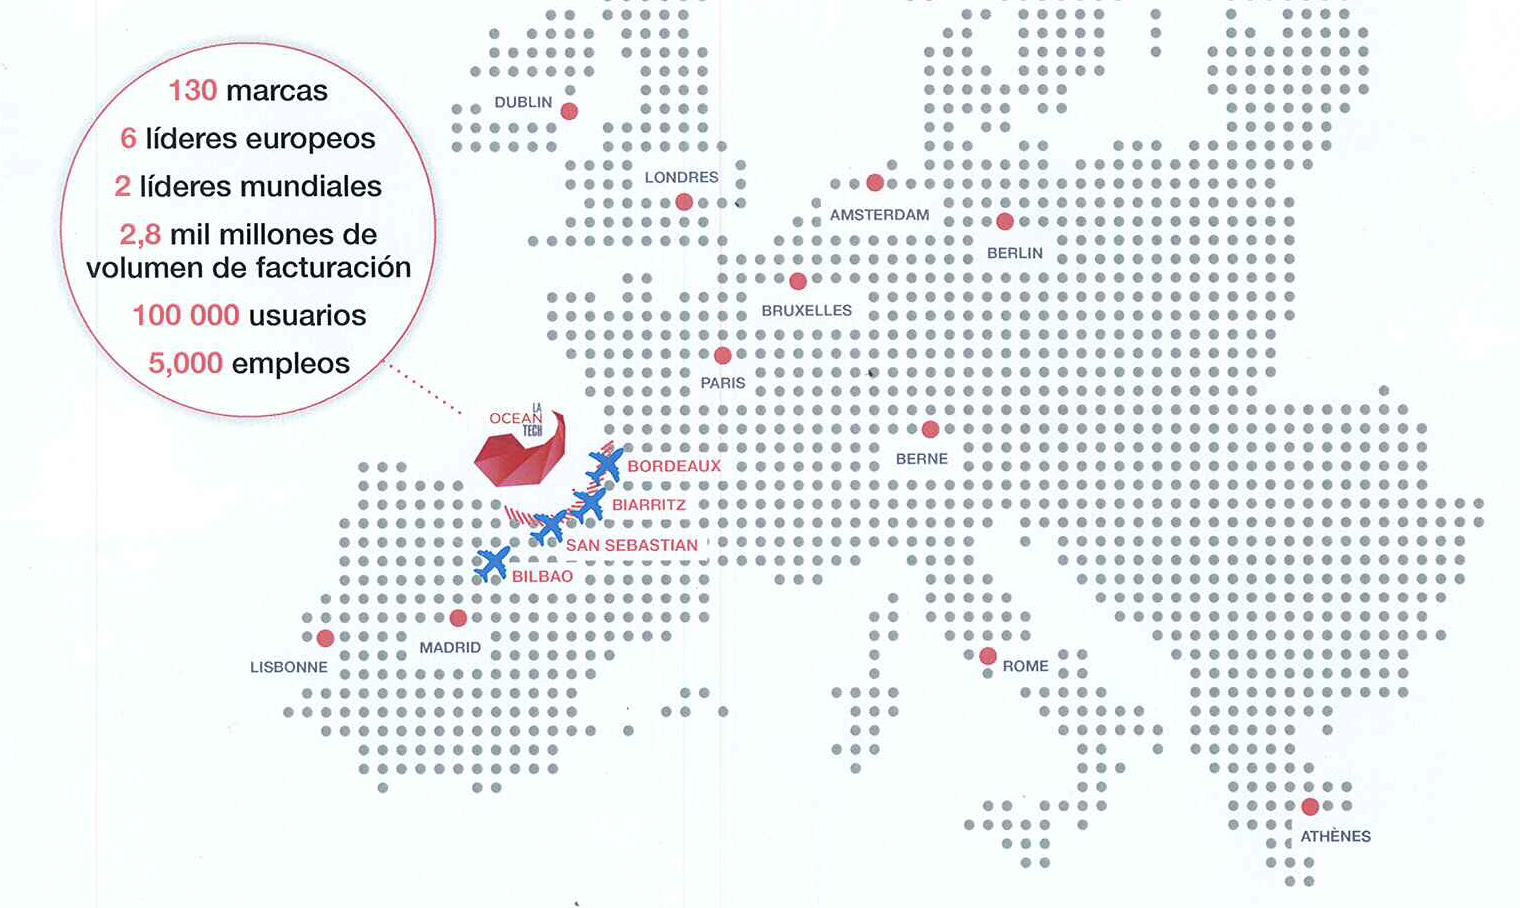 130 marcas
6 líderes europeos
2 líderes mundiales
2,8 mil millones de
volumen de facturación
100 000 usuarios
5,000 empleos
DUBLIN
LONDRES
AMSTERDAM
BERLIN
BRUXELLES
PARIS
BERNE
LA
OCEAN
TECH
BORDEAUX
BIARRITZ
SAN SEBASTIAN
BILBAO
MADRID
LISBONNE
ROME
ATHÈNES